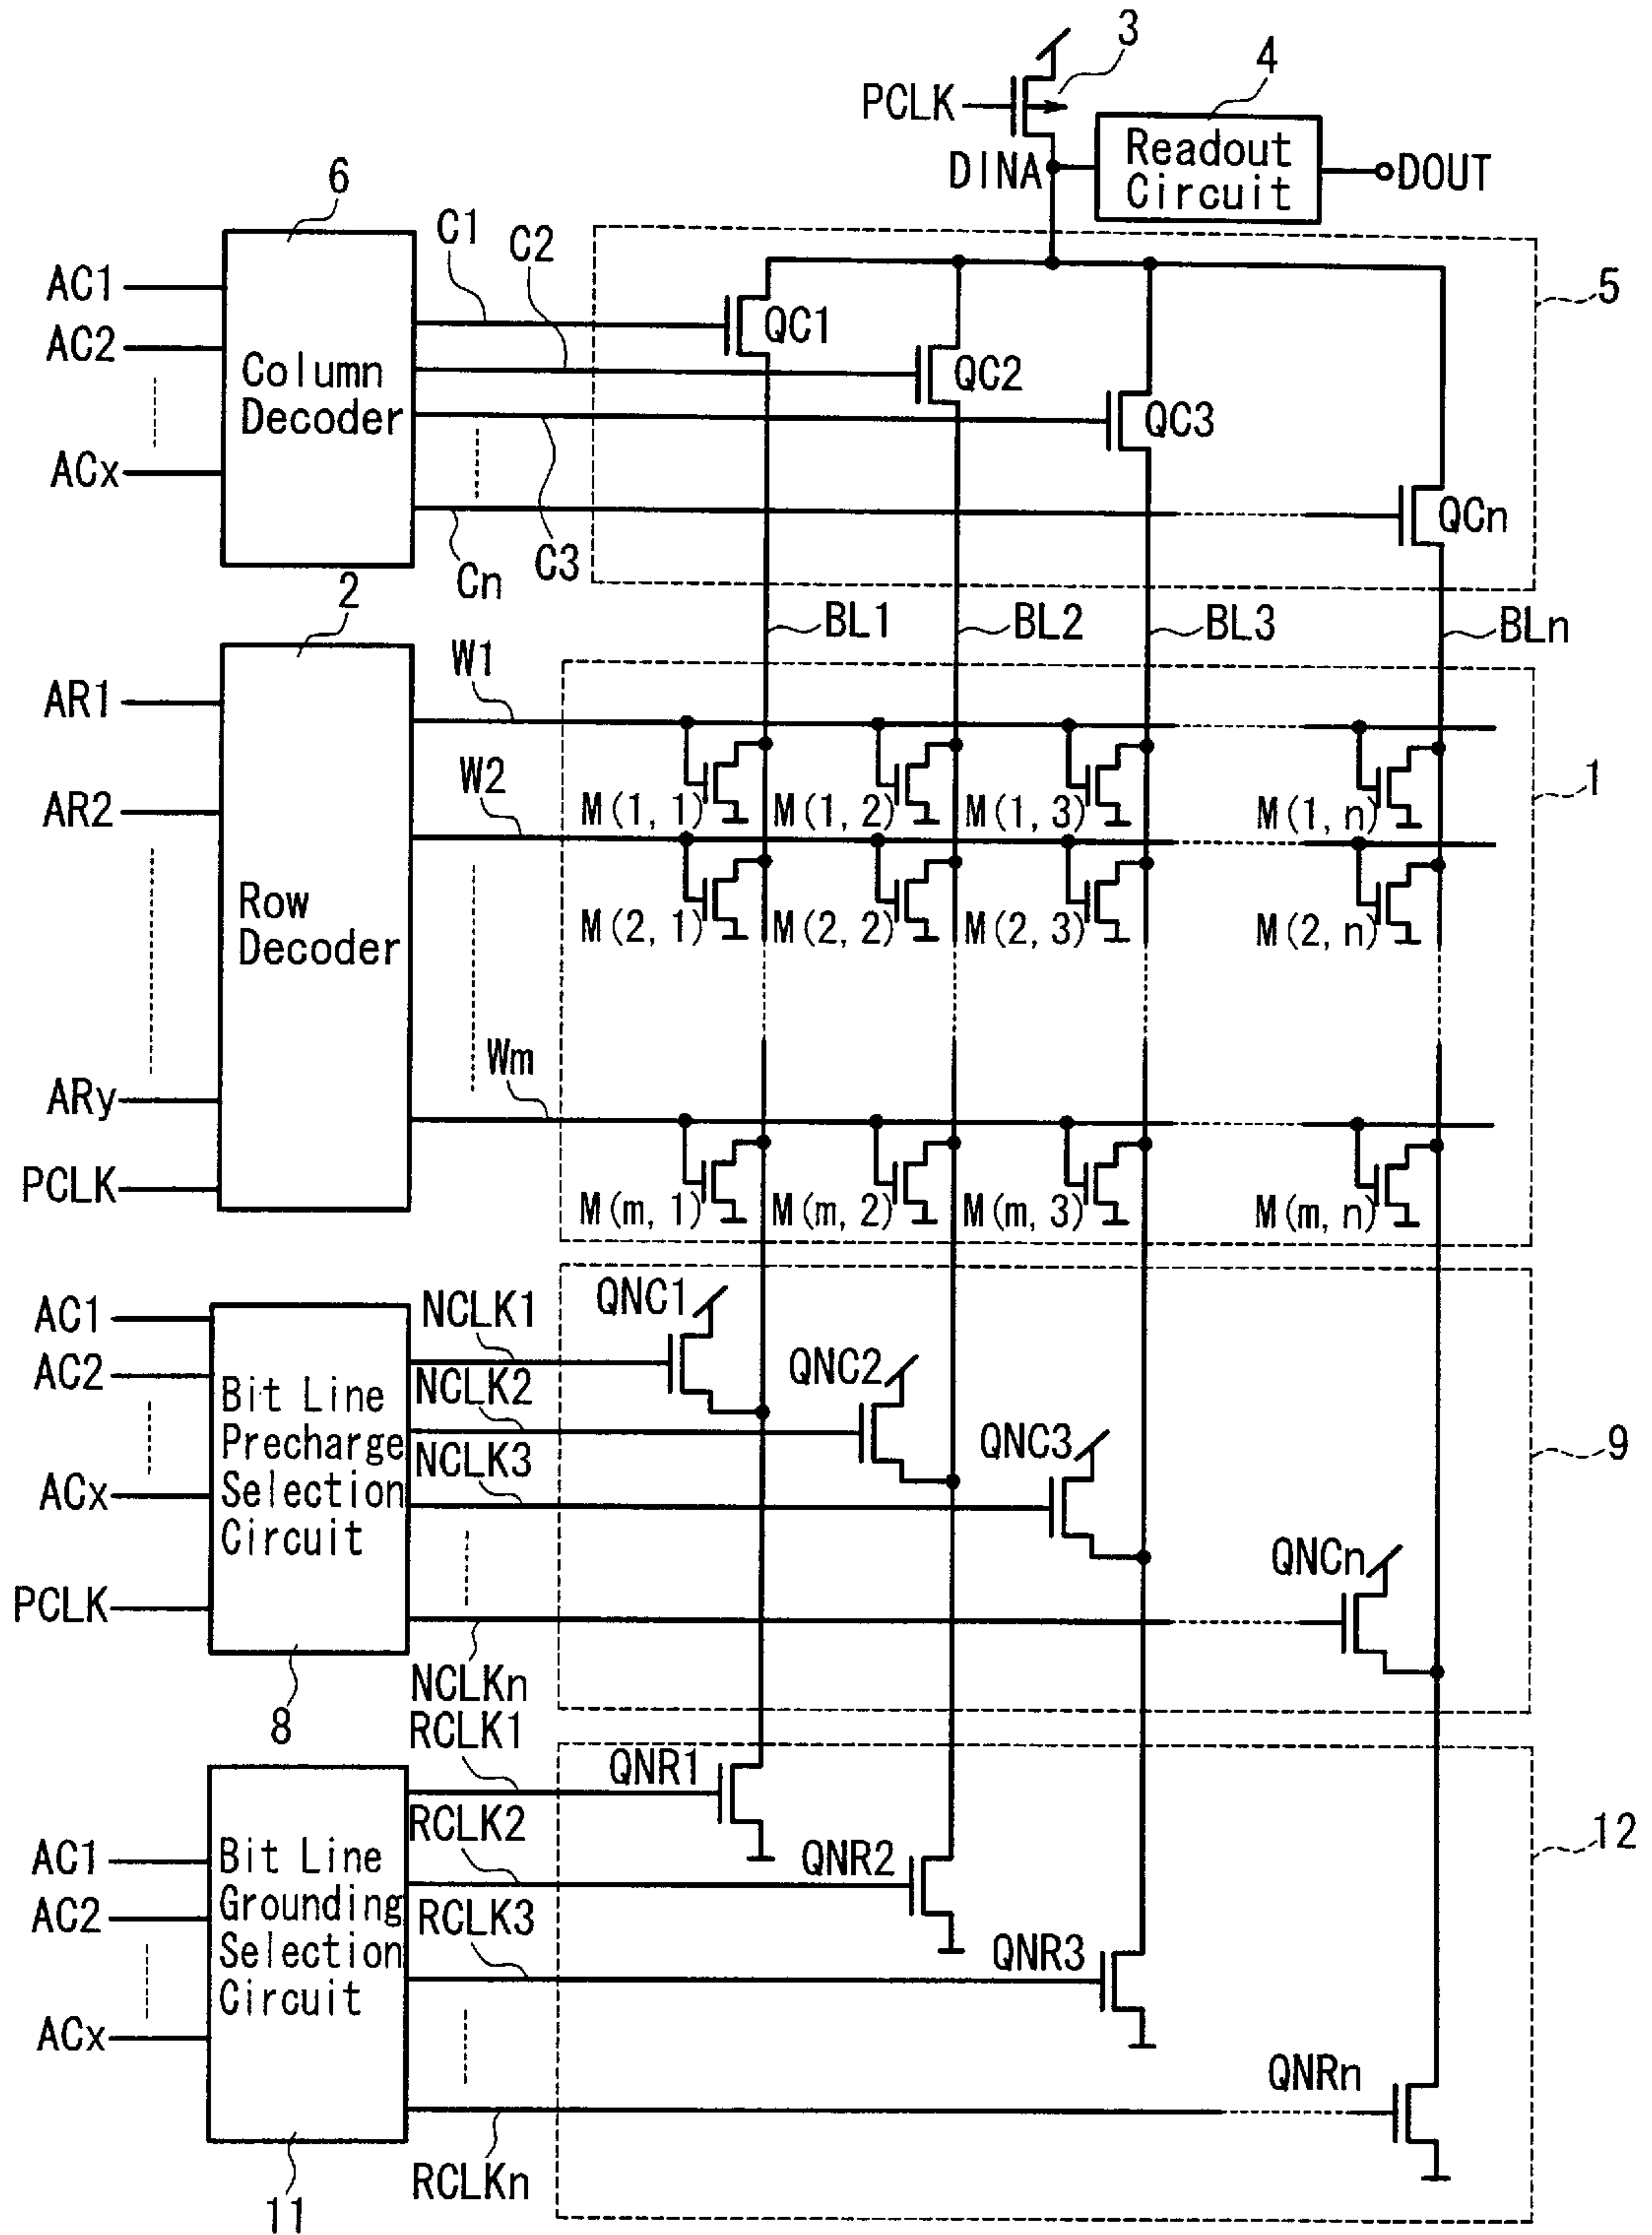 3
PCLK
4
DINA
Readout
Circuit
DOUT
6
C1
C2
5
AC1
AC2
ACx
Column
Decoder
QC1
QC2
QC3
QCn
C3
Cn
2
BL1
BL2
BL3
BLn
W1
AR1
W2
AR2
1
M(1, 1)
M(1, 2)
M(1, 3)
M(1, n)
Row
Decoder
M(2, 1)
M(2, 2)
M(2, 3)
M(2, n)
Wm
ARy
PCLK
M(m, 1)
M(m, 2)
M(m, 3)
M(m, n)
AC1
AC2
ACx
PCLK
Bit Line
Precharge
Selection
Circuit
NCLK1
NCLK2
NCLK3
NCLKn
QNC1
QNC2
QNC3
QNCn
9
8
RCLK1
RCLK2
RCLK3
RCLKn
QNR1
QNR2
QNR3
QNRn
12
AC1
AC2
ACx
Bit Line
Grounding
Selection
Circuit
11